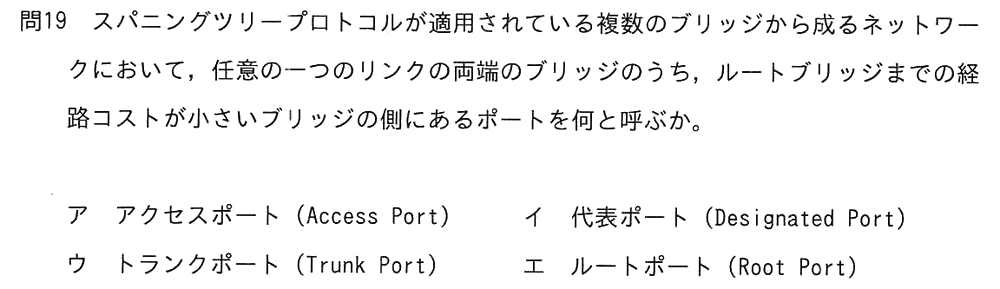 問19 スパニングツリープロトコルが適用されている複数のブリッジから成るネットワー
クにおいて，任意の一つのリンクの両端のブリッジのうち，ルートブリッジまでの経
路コストが小さいブリッジの側にあるポートを何と呼ぶか。
ア アクセスポート (Access Port) イ 代表ポート (Designated Port)
ウ トランクポート (Trunk Port) エ ルートポート (Root Port)